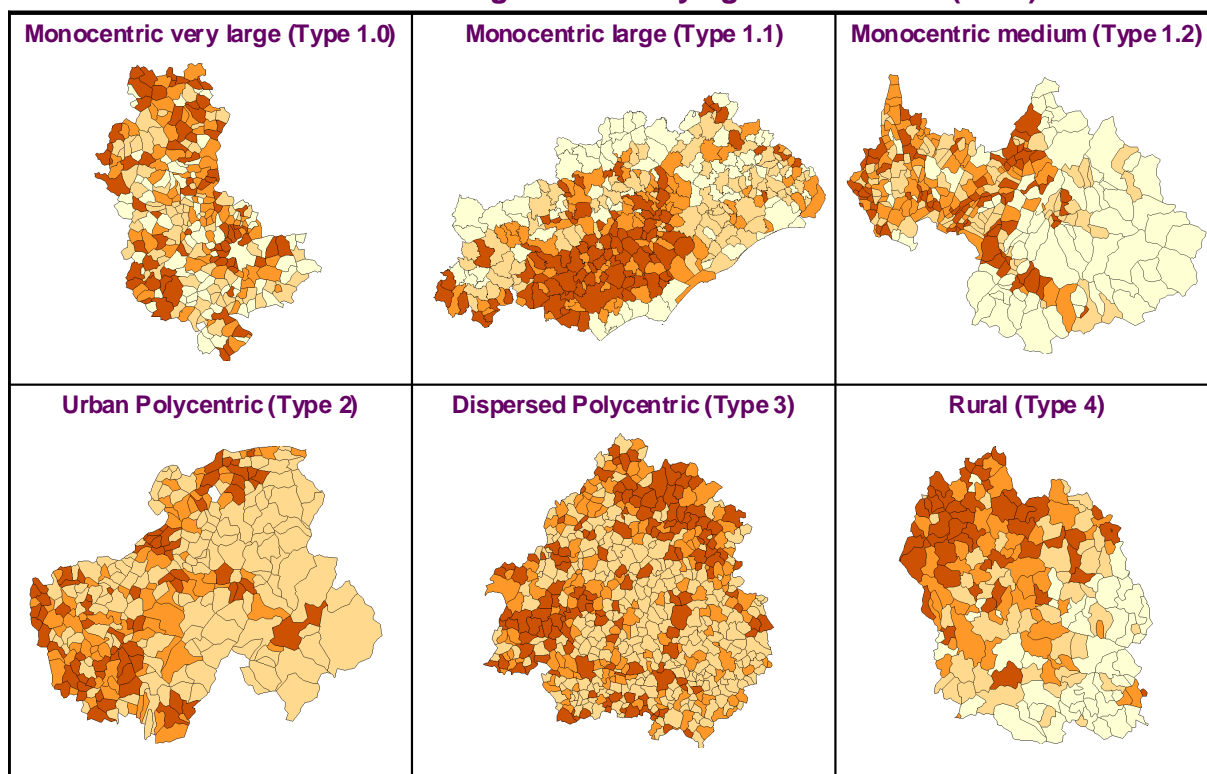 Monocentric very large (Type 1.0)
Monocentric large (Type 1.1)
Monocentric medium (Type 1.2)
Urban Polycentric (Type 2)
Dispersed Polycentric (Type 3)
Rural (Type 4)